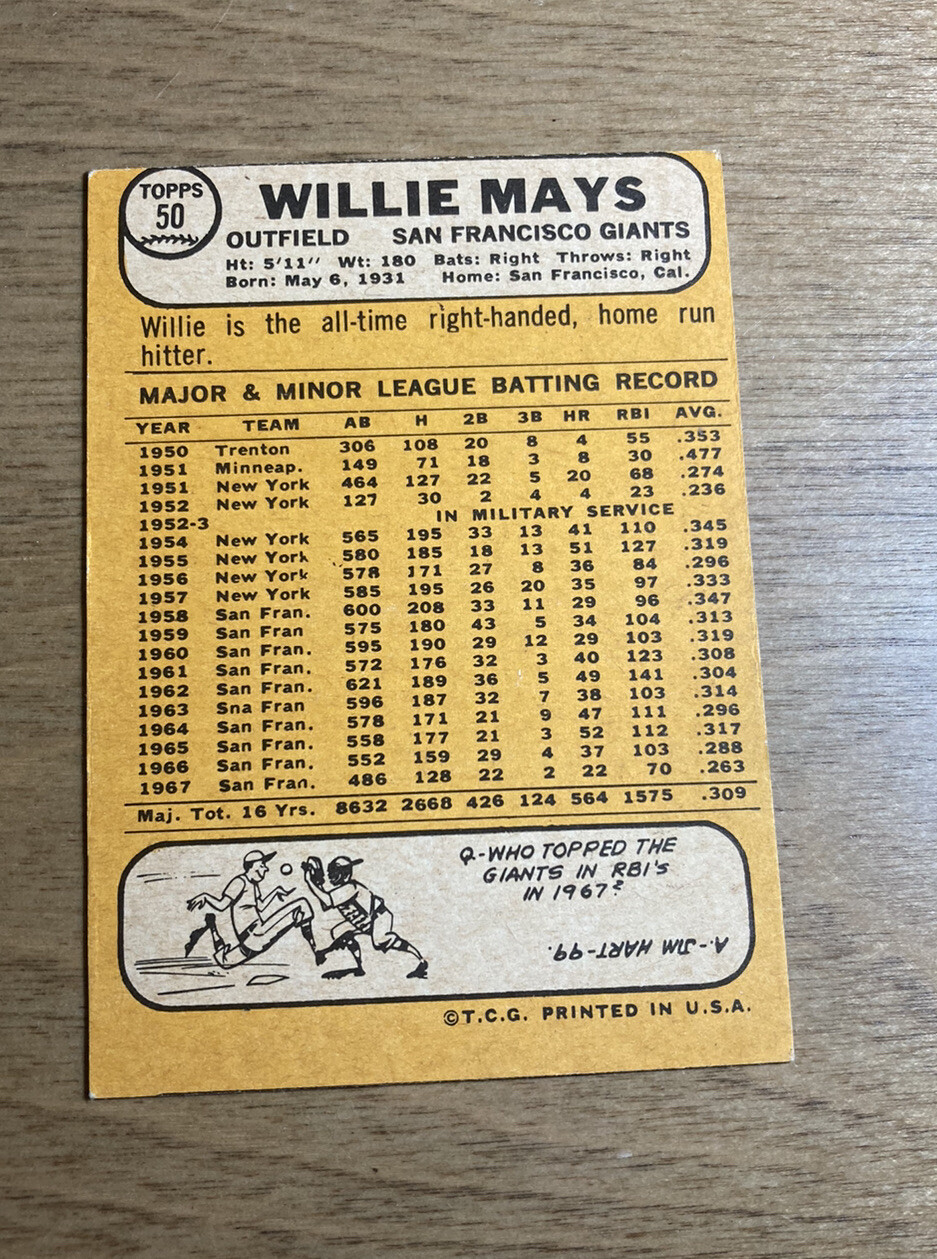 TOPPS
50
WILLIE MAYS
OUTFIELD SAN FRANCISCO GIANTS
Ht: 5'11" Wt: 180 Bats: Right Throws: Right
Born: May 6, 1931 Home: San Francisco, Cal.
Willie is the all-time right-handed, home run
hitter.
MAJOR & MINOR LEAGUE BATTING RECORD
YEAR TEAM AB H 2B 3B HR RBI AVG.
1950 Trenton 306 108 20 8 4 55 .353
1951 Minneap. 149 71 18 3 8 30 .477
1951 New York 464 127 22 5 20 68 .274
1952 New York 127 30 2 4 4 23 .236
1952-3 IN MILITARY SERVICE
1954 New York 565 195 33 13 41 110 .345
1955 New York 580 185 18 13 51 127 .319
1956 New York 578 171 27 8 36 84 .296
1957 New York 585 195 26 20 35 97 .333
1958 San Fran. 600 208 33 11 29 96 .347
1959 San Fran 575 180 43 5 34 104 .313
1960 San Fran. 595 190 29 12 29 103 .319
1961 San Fran. 572 176 32 3 40 123 .308
1962 San Fran. 621 189 36 5 49 141 .304
1963 Sna Fran 596 187 32 7 38 103 .314
1964 San Fran. 578 171 21 9 47 111 .296
1965 San Fran. 558 177 21 3 52 112 .317
1966 San Fran. 552 159 29 4 37 103 .288
1967 San Fran. 486 128 22 2 22 70 .263
Maj. Tot. 16 Yrs. 8632 2668 426 124 564 1575 .309
Q-WHO TOPPED THE
GIANTS IN RBI'S
IN 1967?
A.-JIM HART-99.
©T.C.G. PRINTED IN U.S.A.